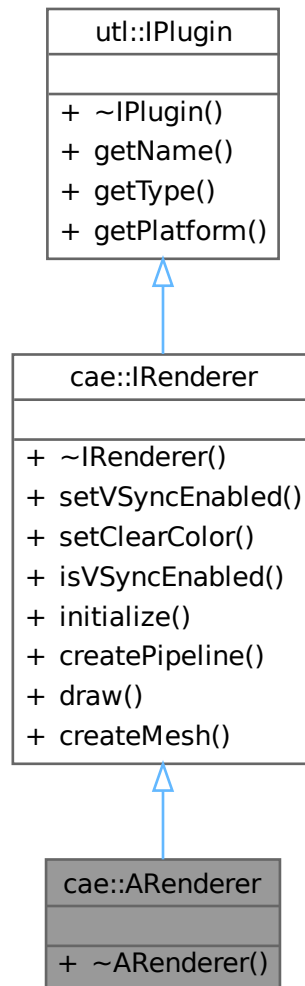 utl::IPlugin
+ ~IPlugin()
+ getName()
+ getType()
+ getPlatform()
cae::IRenderer
+ ~IRenderer()
+ setVSyncEnabled()
+ setClearColor()
+ isVSyncEnabled()
+ initialize()
+ createPipeline()
+ draw()
+ createMesh()
cae::ARenderer
+ ~ARenderer()